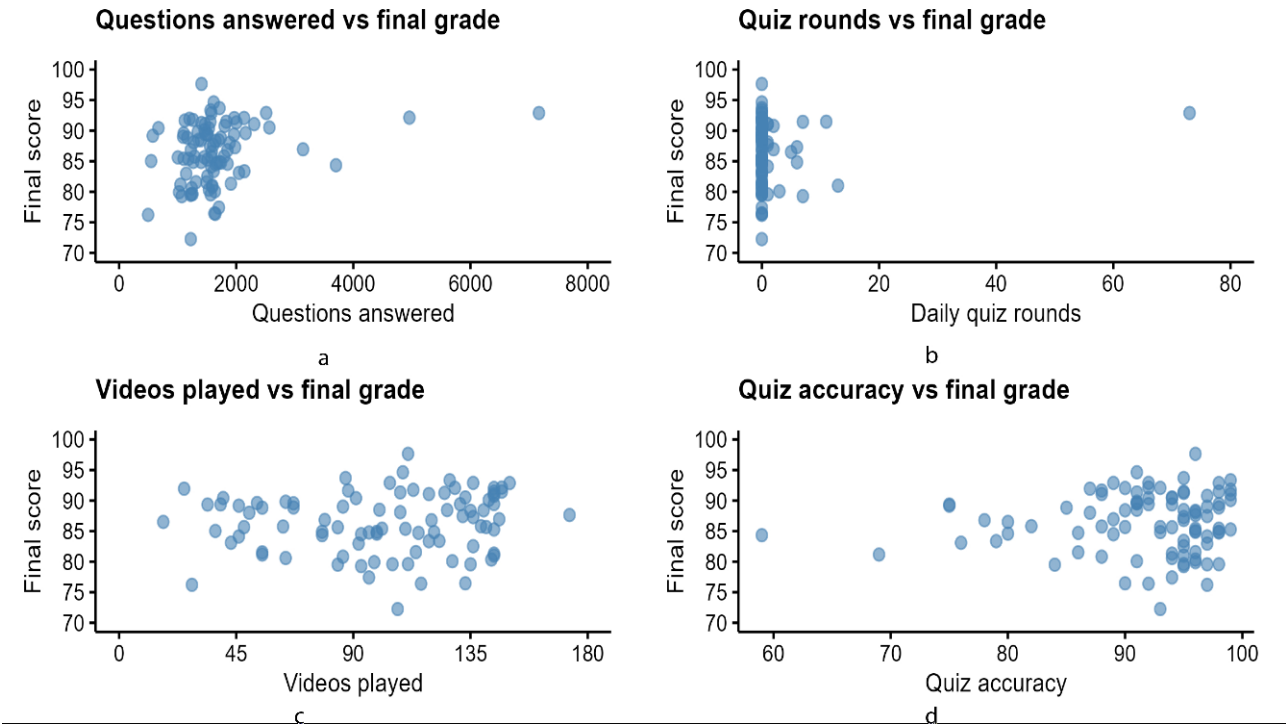 Questions answered vs final grade
Final score
100
95
90
85
80
75
70
0 2000 4000 6000 8000
Questions answered
a
Quiz rounds vs final grade
Final score
100
95
90
85
80
75
70
0 20 40 60 80
Daily quiz rounds
b
Videos played vs final grade
Final score
100
95
90
85
80
75
70
0 45 90 135 180
Videos played
c
Quiz accuracy vs final grade
Final score
100
95
90
85
80
75
70
60 70 80 90 100
Quiz accuracy
d